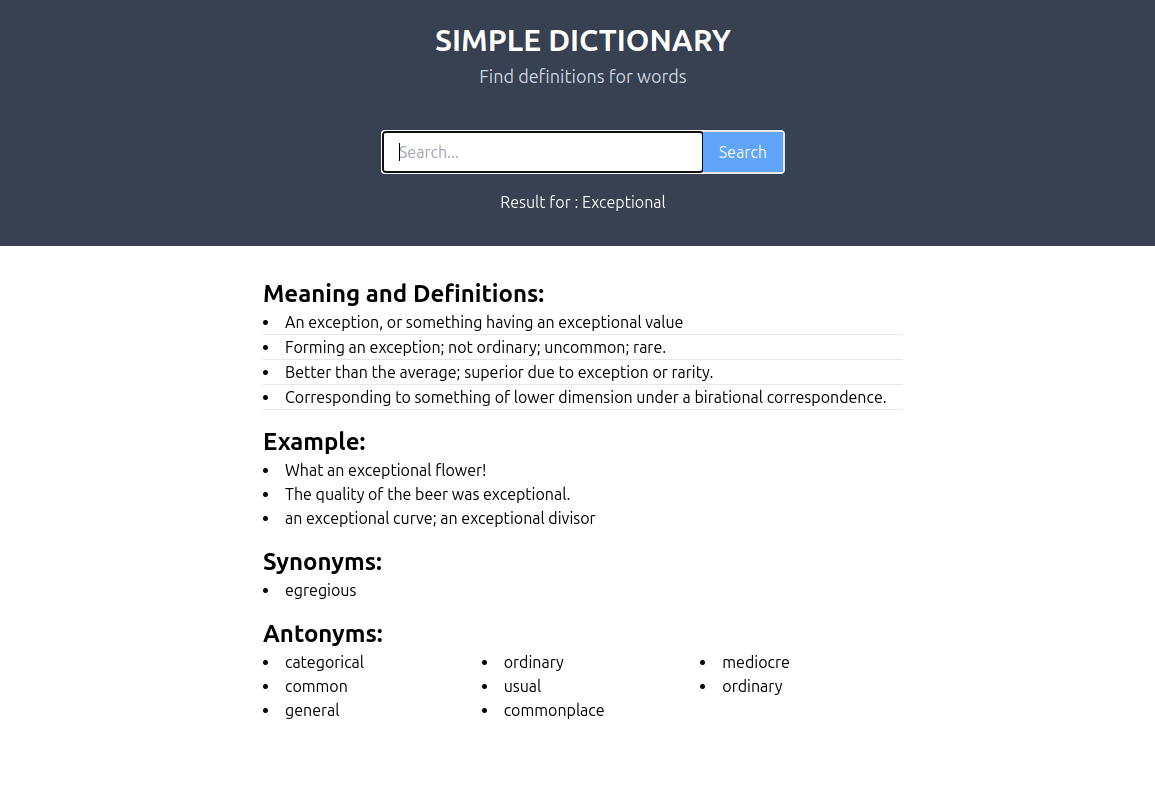 SIMPLE DICTIONARY
Find definitions for words
Search...
Search
Result for : Exceptional
Meaning and Definitions:
• An exception, or something having an exceptional value
• Forming an exception; not ordinary; uncommon; rare.
• Better than the average; superior due to exception or rarity.
• Corresponding to something of lower dimension under a birational correspondence.
Example:
• What an exceptional flower!
• The quality of the beer was exceptional.
• an exceptional curve; an exceptional divisor
Synonyms:
• egregious
Antonyms:
• categorical
• common
• general
• ordinary
• usual
• commonplace
• mediocre
• ordinary